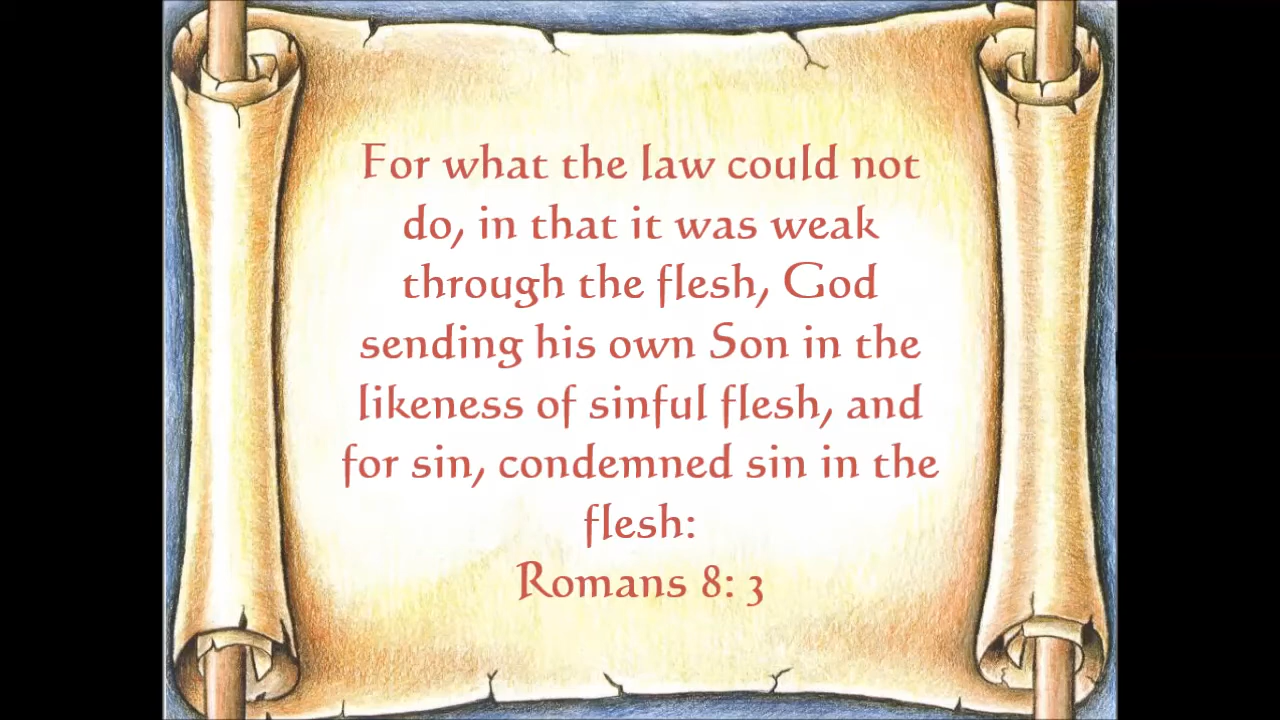 For what the law could not
do, in that it was weak
through the flesh, God
sending his own Son in the
likeness of sinful flesh, and
for sin, condemned sin in the
flesh:
Romans 8: 3